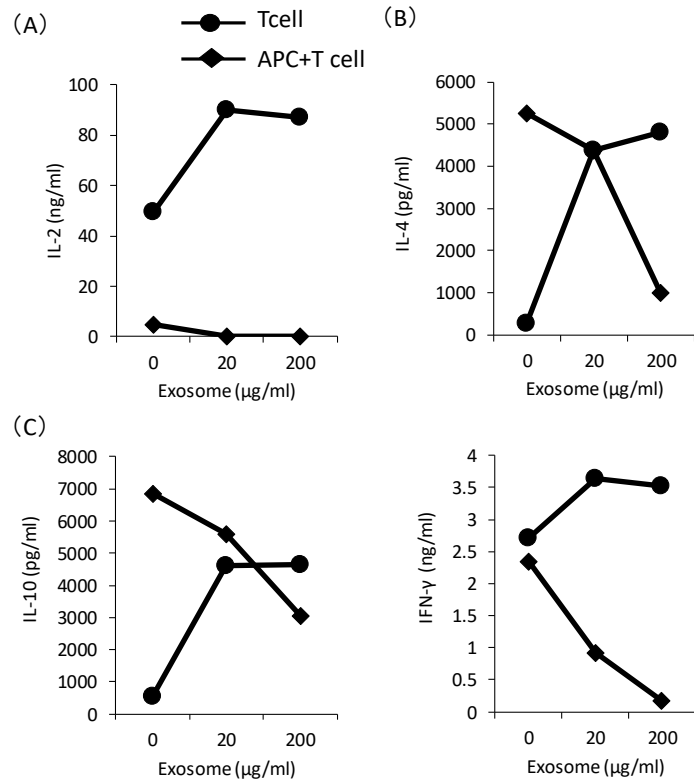 （A）
Tcell
APC+T cell
IL-2 (ng/ml)
100
80
60
40
20
0
0 20 200
Exosome (μg/ml)
（B）
IL-4 (pg/ml)
6000
5000
4000
3000
2000
1000
0
0 20 200
Exosome (μg/ml)
（C）
IL-10 (pg/ml)
8000
7000
6000
5000
4000
3000
2000
1000
0
0 20 200
Exosome (μg/ml)
IFN-γ (ng/ml)
4
3.5
3
2.5
2
1.5
1
0.5
0
0 20 200
Exosome (μg/ml)